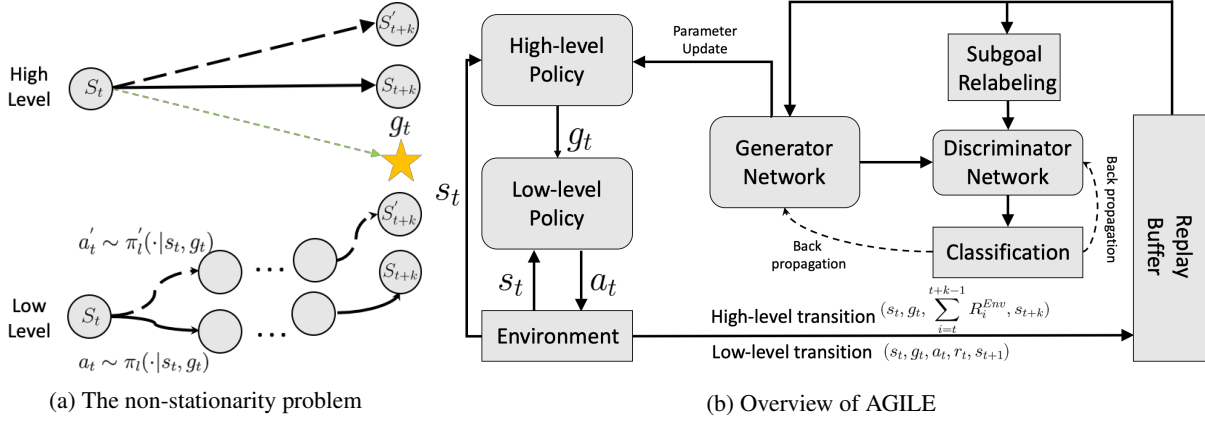 High
Level
S_t
S'_{t+k}
S_{t+k}
g_t
Low
Level
S_t
a'_t ∼ π'_l(·|s_t, g_t)
...
S'_{t+k}
...
S_{t+k}
a_t ∼ π_l(·|s_t, g_t)
(a) The non-stationarity problem
High-level
Policy
g_t
Low-level
Policy
s_t
s_t
a_t
Environment
Parameter
Update
Generator
Network
Subgoal
Relabeling
Discriminator
Network
Classification
Back propagation
Back
propagation
Replay
Buffer
High-level transition (s_t, g_t, \sum_{i=t}^{t+k-1} R_i^{Env}, s_{t+k})
Low-level transition (s_t, g_t, a_t, r_t, s_{t+1})
(b) Overview of AGILE